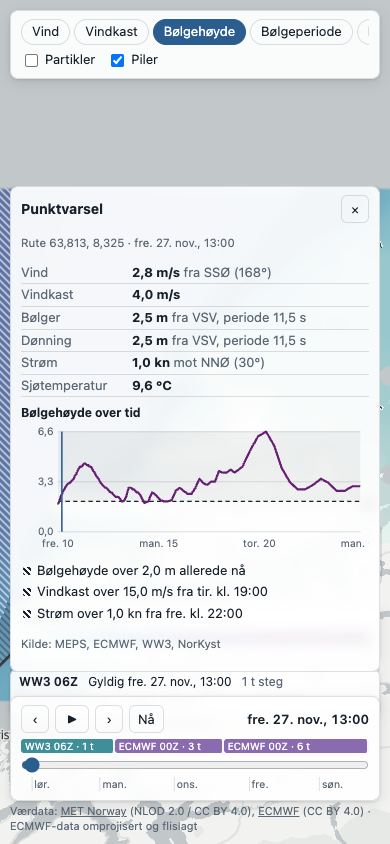 Vind
Vindkast
Bølgehøyde
Bølgeperiode
Partikler
Piler
Punktvarsel
×
Rute 63,813, 8,325 · fre. 27. nov., 13:00
Vind 2,8 m/s fra SSØ (168°)
Vindkast 4,0 m/s
Bølger 2,5 m fra VSV, periode 11,5 s
Dønning 2,5 m fra VSV, periode 11,5 s
Strøm 1,0 kn mot NNØ (30°)
Sjøtemperatur 9,6 °C
Bølgehøyde over tid
6,6
3,3
0,0
fre. 10 man. 15 tor. 20 man.
Bølgehøyde over 2,0 m allerede nå
Vindkast over 15,0 m/s fra tir. kl. 19:00
Strøm over 1,0 kn fra fre. kl. 22:00
Kilde: MEPS, ECMWF, WW3, NorKyst
WW3 06Z Gyldig fre. 27. nov., 13:00 1 t steg
‹ ▶ › Nå fre. 27. nov., 13:00
WW3 06Z · 1 t ECMWF 00Z · 3 t ECMWF 00Z · 6 t
lør. man. ons. fre. søn.
Værdata: MET Norway (NLOD 2.0 / CC BY 4.0), ECMWF (CC BY 4.0) ·
ECMWF-data omprojisert og flislagt